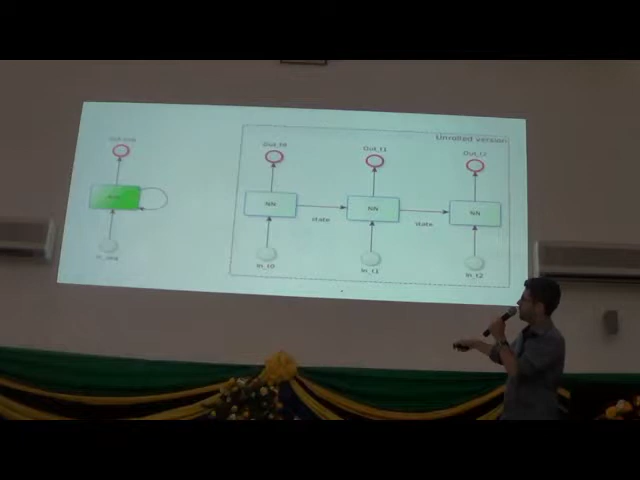 Unrolled version
Out_t0
Out_t1
Out_t2
NN
NN
NN
state
state
In_t0
In_t1
In_t2